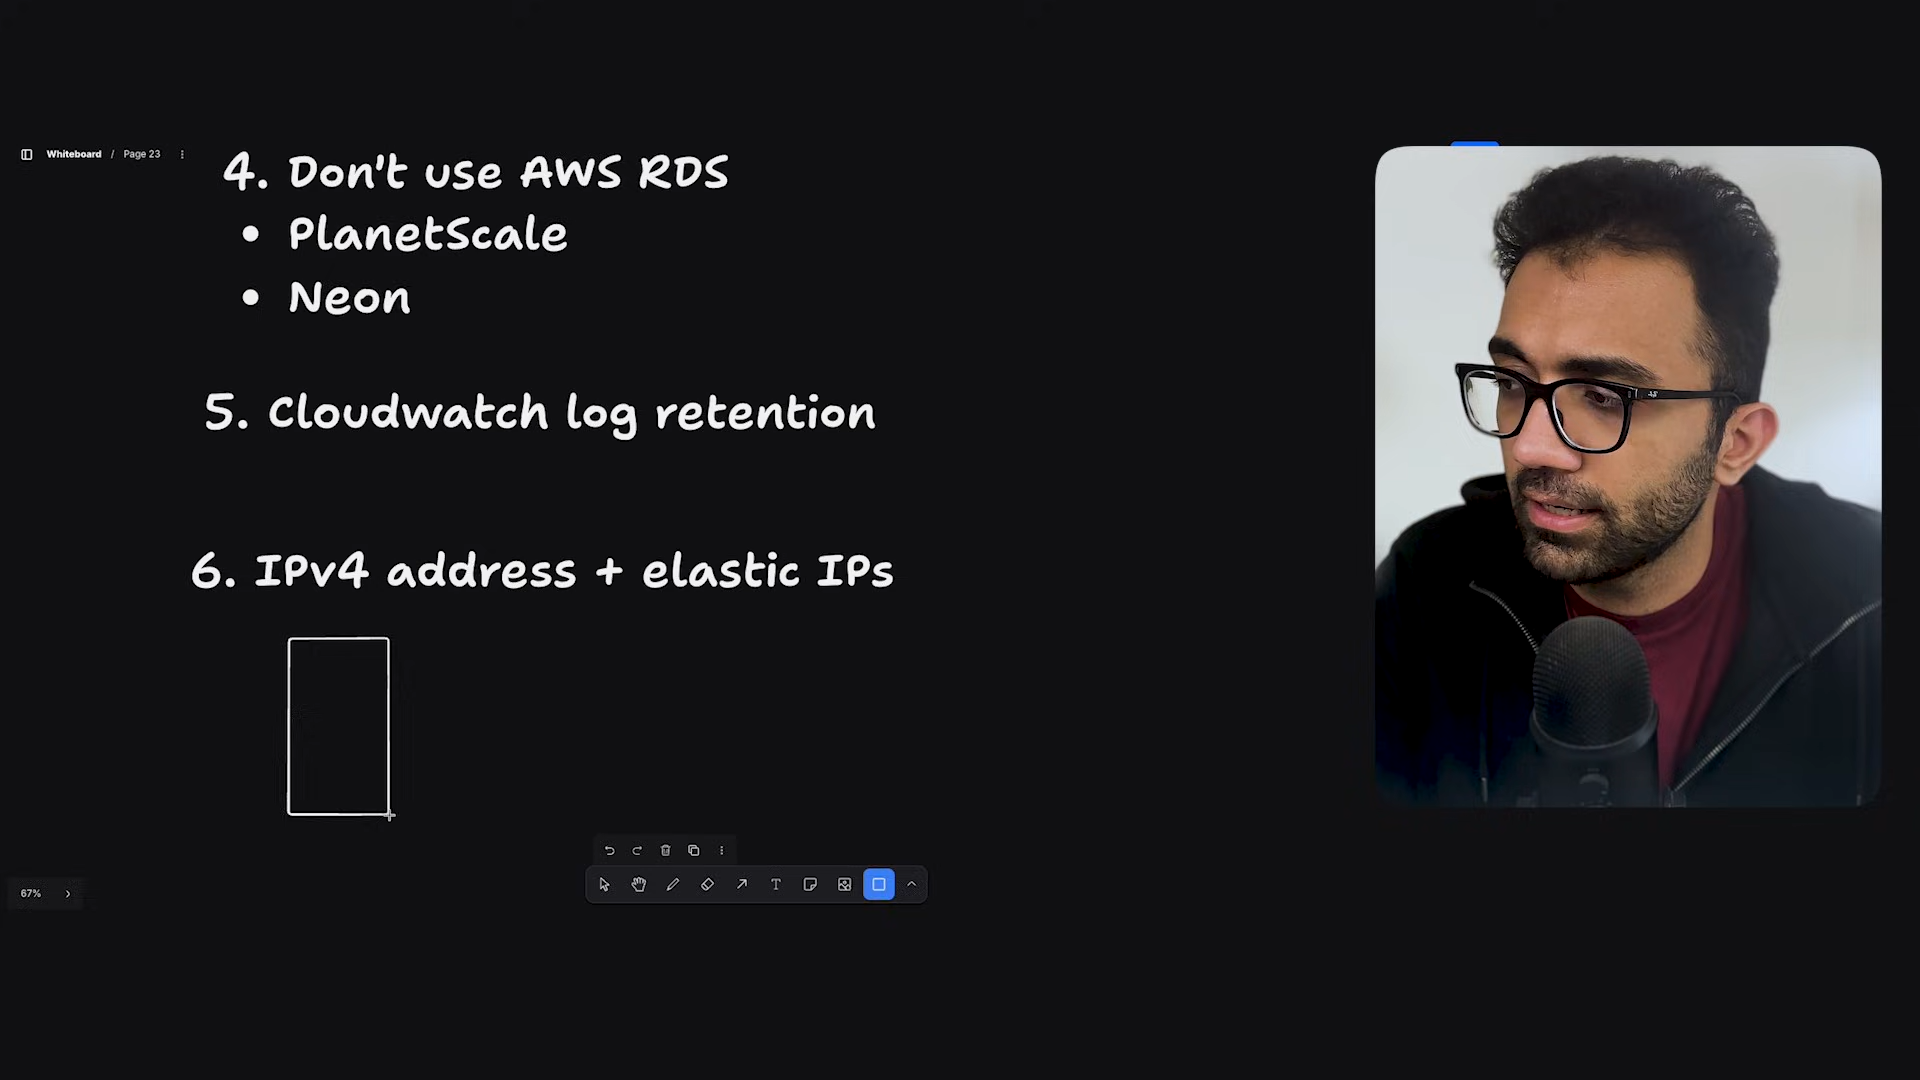 Whiteboard / Page 23
4. Don't use AWS RDS
• PlanetScale
• Neon
5. Cloudwatch log retention
6. IPv4 address + elastic IPs
67%